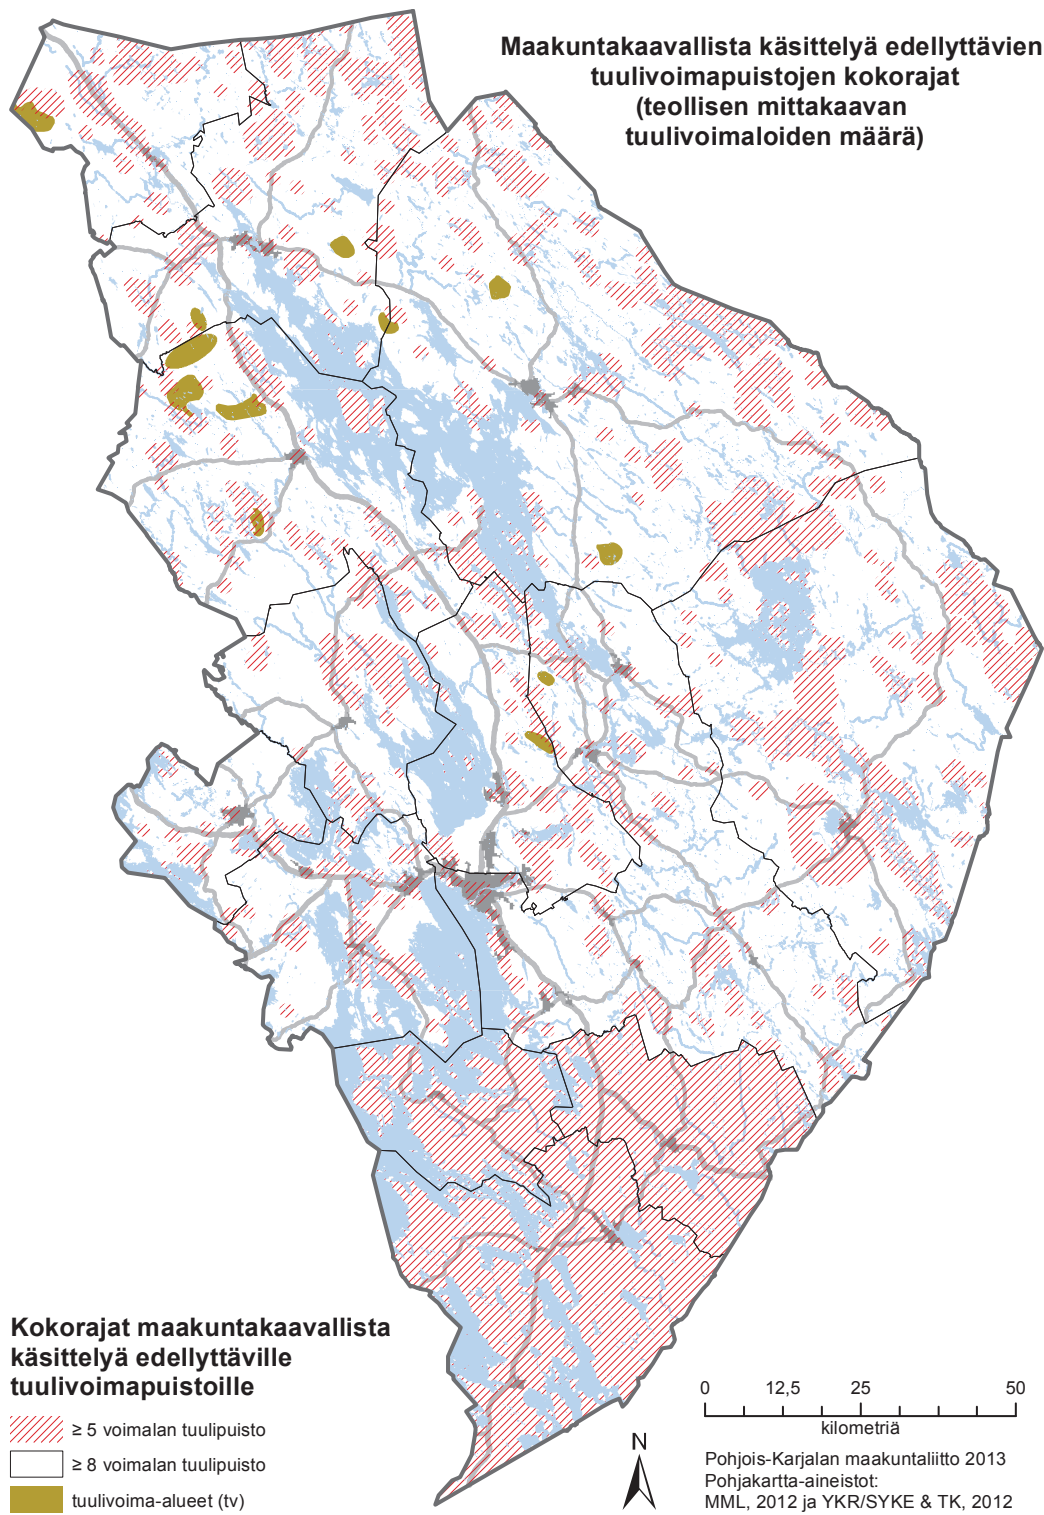 Maakuntakaavallista käsittelyä edellyttävien
tuulivoimapuistojen kokorajat
(teollisen mittakaavan
tuulivoimaloiden määrä)
Kokorajat maakuntakaavallista
käsittelyä edellyttäville
tuulivoimapuistoille
≥ 5 voimalan tuulipuisto
≥ 8 voimalan tuulipuisto
tuulivoima-alueet (tv)
0 12,5 25 50
kilometriä
N
Pohjois-Karjalan maakuntaliitto 2013
Pohjakartta-aineistot:
MML, 2012 ja YKR/SYKE & TK, 2012